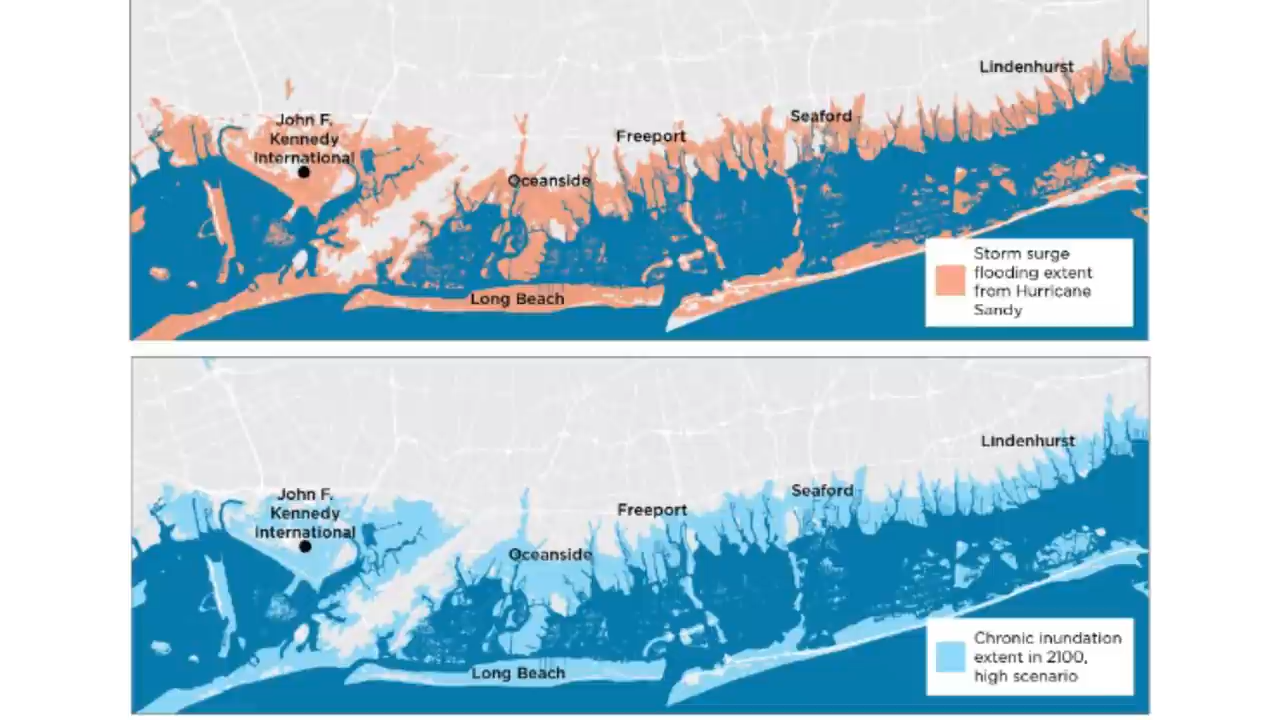 Lindenhurst
Seaford
John F.
Kennedy
International
Freeport
Oceanside
Long Beach
Storm surge
flooding extent
from Hurricane
Sandy
Lindenhurst
Seaford
John F.
Kennedy
International
Freeport
Oceanside
Long Beach
Chronic inundation
extent in 2100,
high scenario